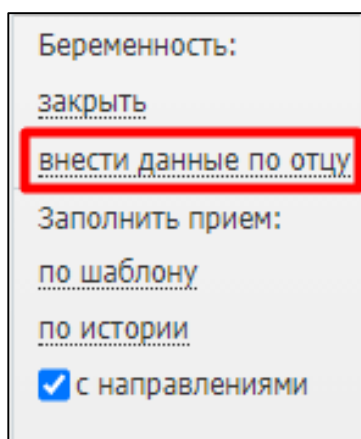 Беременность:
закрыть
внести данные по отцу
Заполнить прием:
по шаблону
по истории
с направлениями